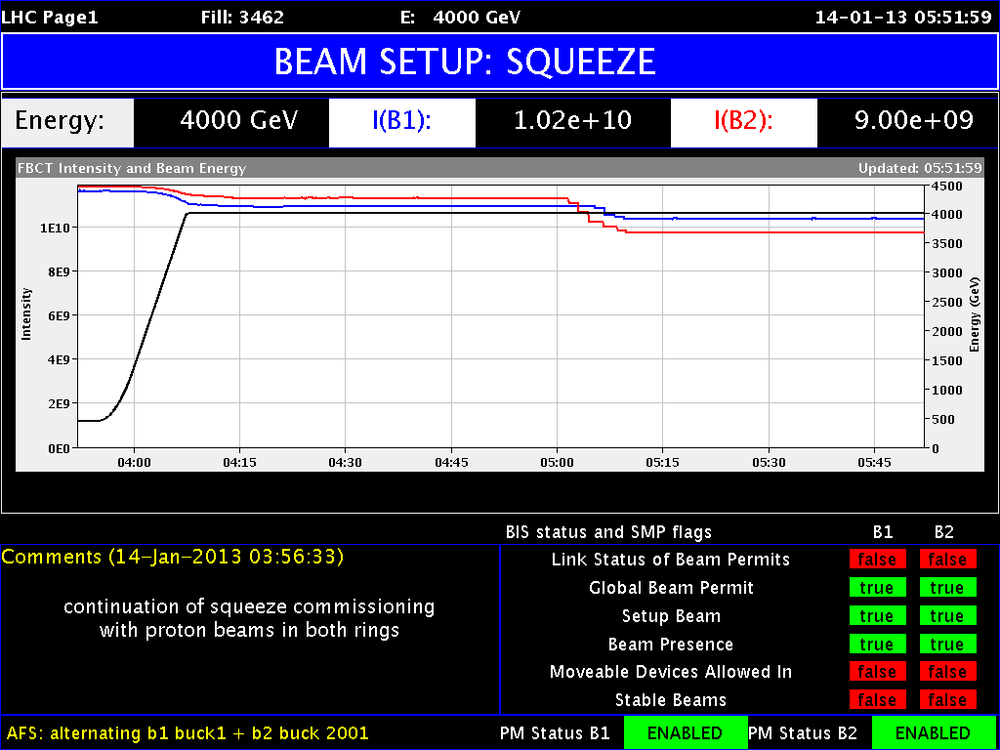 LHC Page1 Fill: 3462 E: 4000 GeV 14-01-13 05:51:59
BEAM SETUP: SQUEEZE
Energy: 4000 GeV I(B1): 1.02e+10 I(B2): 9.00e+09
FBCT Intensity and Beam Energy Updated: 05:51:59
Intensity
1E10
8E9
6E9
4E9
2E9
0E0
4500
4000
3500
3000
2500
2000
1500
1000
500
0
Energy (GeV)
04:00 04:15 04:30 04:45 05:00 05:15 05:30 05:45
Comments (14-Jan-2013 03:56:33)
continuation of squeeze commissioning
with proton beams in both rings
BIS status and SMP flags B1 B2
Link Status of Beam Permits false false
Global Beam Permit true true
Setup Beam true true
Beam Presence true true
Moveable Devices Allowed In false false
Stable Beams false false
AFS: alternating b1 buck1 + b2 buck 2001 PM Status B1 ENABLED PM Status B2 ENABLED